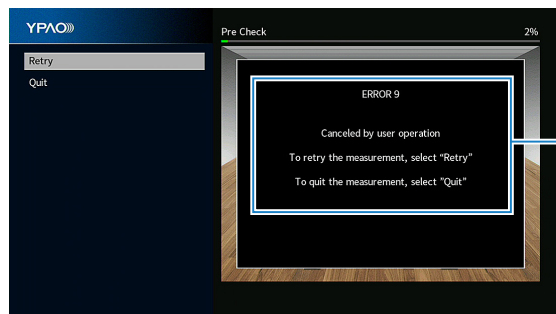 YPAO
Pre Check
2%
Retry
Quit
ERROR 9
Canceled by user operation
To retry the measurement, select “Retry”
To quit the measurement, select ”Quit”